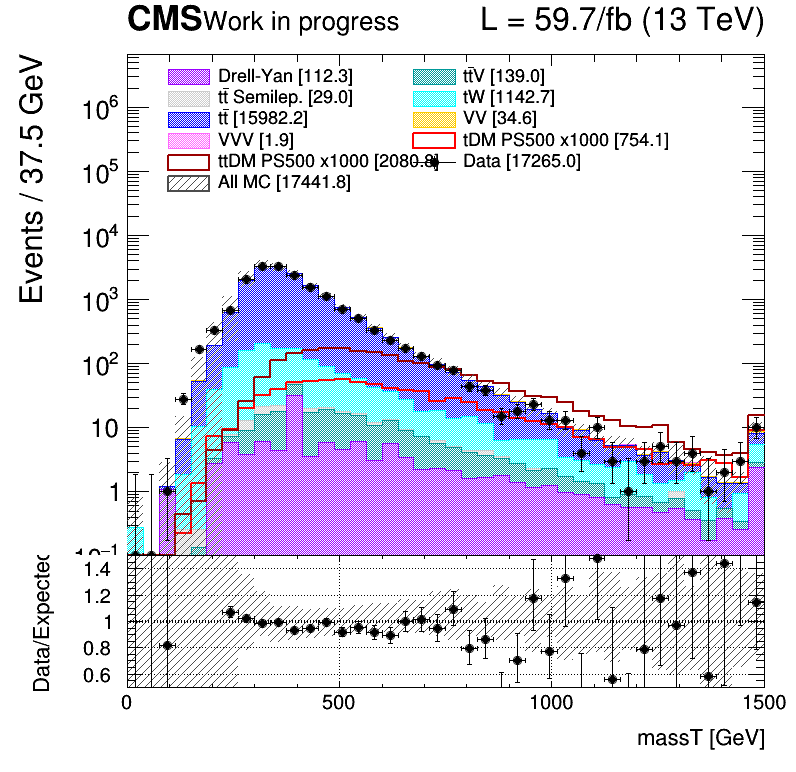 CMS Work in progress L = 59.7/fb (13 TeV)
Events / 37.5 GeV
Drell-Yan [112.3] tt̄V [139.0]
tt̄ Semilep. [29.0] tW [1142.7]
tt̄ [15982.2] VV [34.6]
VVV [1.9] tDM PS500 x1000 [754.1]
ttDM PS500 x1000 [2080.8] Data [17265.0]
All MC [17441.8]
10⁶
10⁵
10⁴
10³
10²
10
1
10⁻¹
Data/Expected
1.4
1.2
1
0.8
0.6
0 500 1000 1500
massT [GeV]